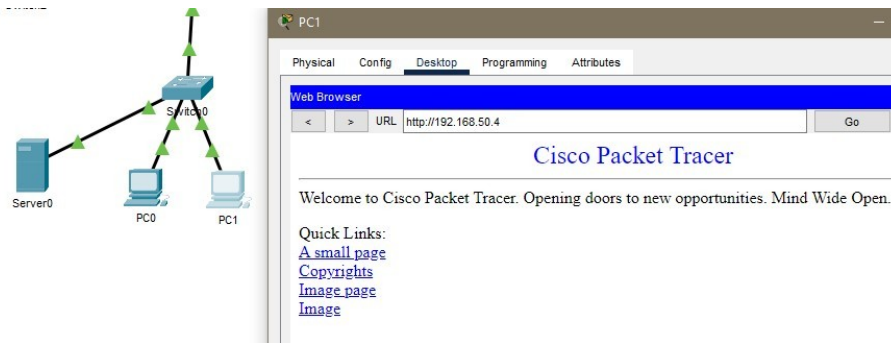 PC1
Physical Config Desktop Programming Attributes
Web Browser
< > URL http://192.168.50.4 Go
Cisco Packet Tracer
Welcome to Cisco Packet Tracer. Opening doors to new opportunities. Mind Wide Open.
Quick Links:
A small page
Copyrights
Image page
Image
Switch0
Server0
PC0
PC1